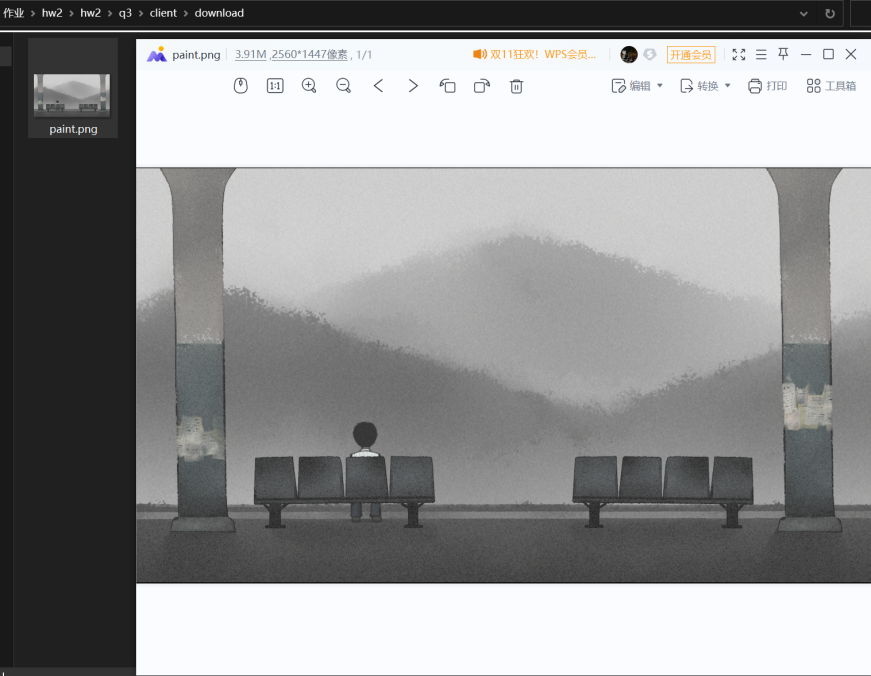 作业 > hw2 > hw2 > q3 > client > download
paint.png
paint.png 3.91M ,2560*1447像素 , 1/1 双11狂欢！WPS会员... 开通会员
1:1 编辑 转换 打印 工具箱